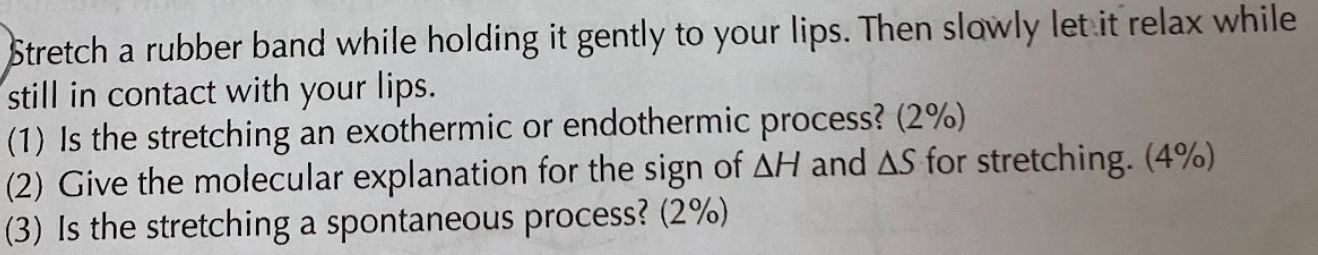 Stretch a rubber band while holding it gently to your lips. Then slowly let it relax while
still in contact with your lips.
(1) Is the stretching an exothermic or endothermic process? (2%)
(2) Give the molecular explanation for the sign of ΔH and ΔS for stretching. (4%)
(3) Is the stretching a spontaneous process? (2%)